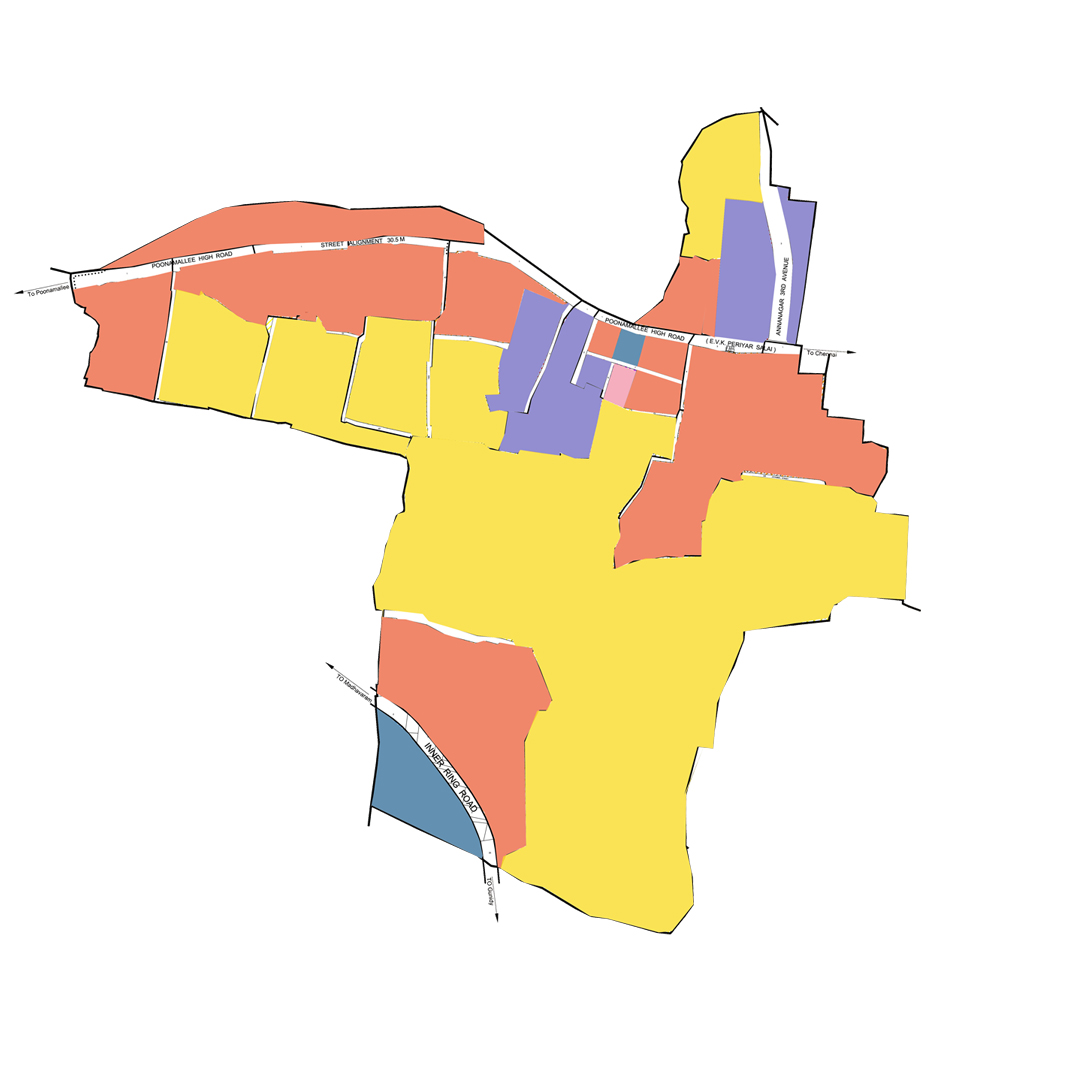 ANNANAGAR 3RD AVENUE
STREET ALIGNMENT 30.5 M
POONAMALLEE HIGH ROAD
To Poonamallee
POONAMALLEE HIGH ROAD
( E.V.K. PERIYAR SALAI )
To Chennai
TO Madhavaram
INNER RING ROAD
TO Guindy